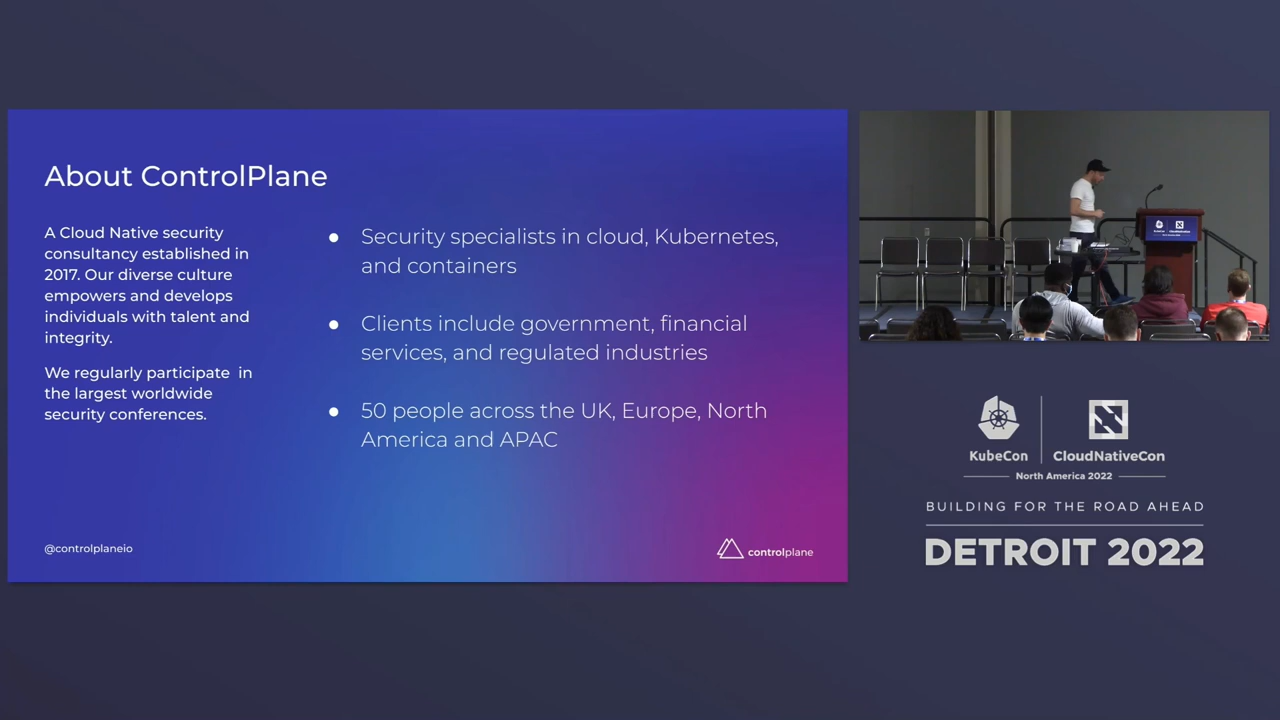 About ControlPlane
A Cloud Native security
consultancy established in
2017. Our diverse culture
empowers and develops
individuals with talent and
integrity.
We regularly participate in
the largest worldwide
security conferences.
● Security specialists in cloud, Kubernetes,
and containers
● Clients include government, financial
services, and regulated industries
● 50 people across the UK, Europe, North
America and APAC
@controlplaneio
controlplane
KubeCon
CloudNativeCon
North America 2022
BUILDING FOR THE ROAD AHEAD
DETROIT 2022